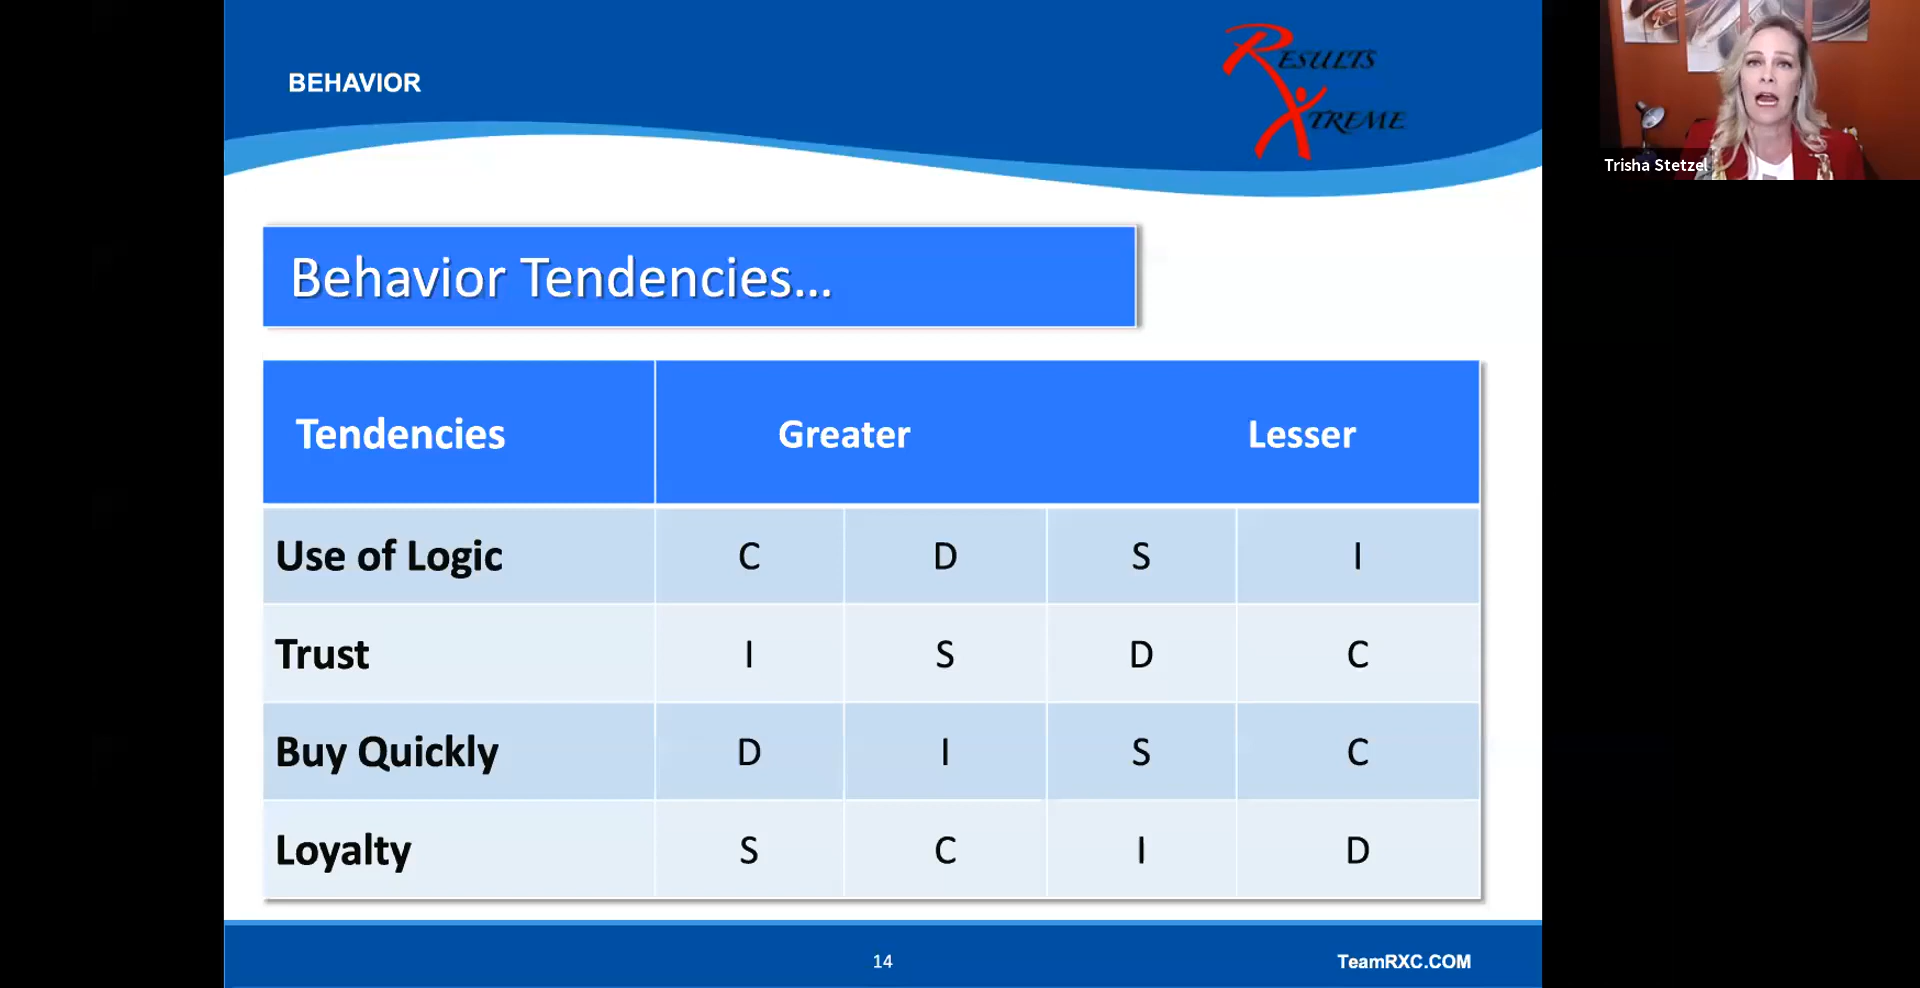 BEHAVIOR
RESULTS
XTREME
Trisha Stetzel
Behavior Tendencies...
Tendencies Greater Lesser
Use of Logic C D S I
Trust I S D C
Buy Quickly D I S C
Loyalty S C I D
14
TeamRXC.COM